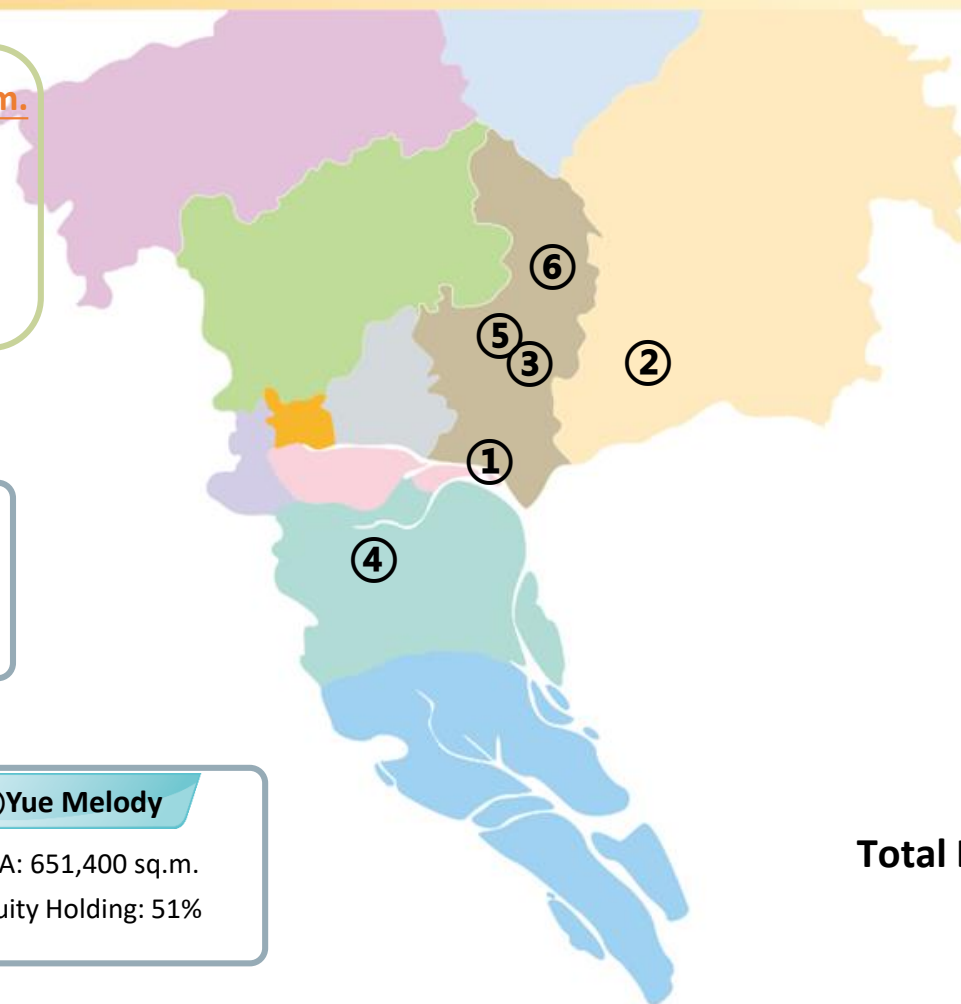 m.
⑥
⑤
③
②
①
④
Yue Melody
A: 651,400 sq.m.
uity Holding: 51%
Total